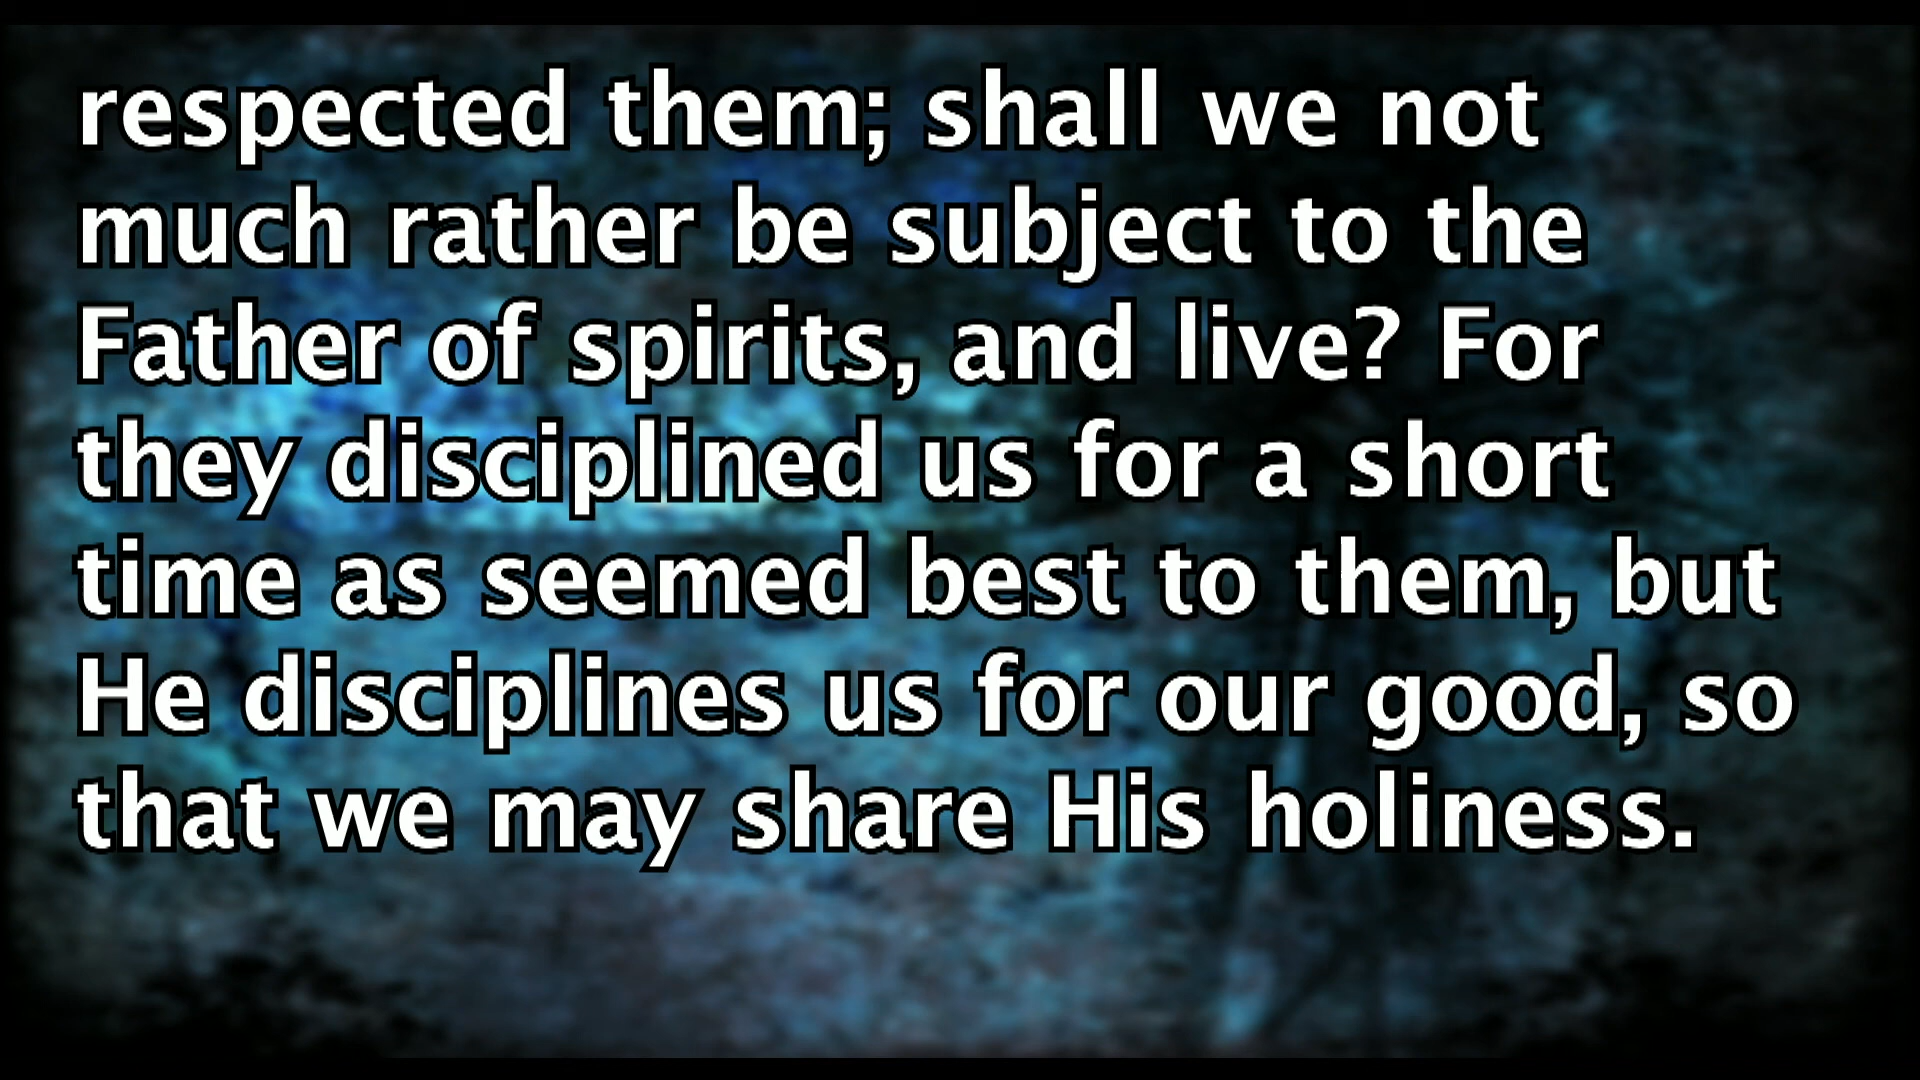 respected them; shall we not
much rather be subject to the
Father of spirits, and live? For
they disciplined us for a short
time as seemed best to them, but
He disciplines us for our good, so
that we may share His holiness.